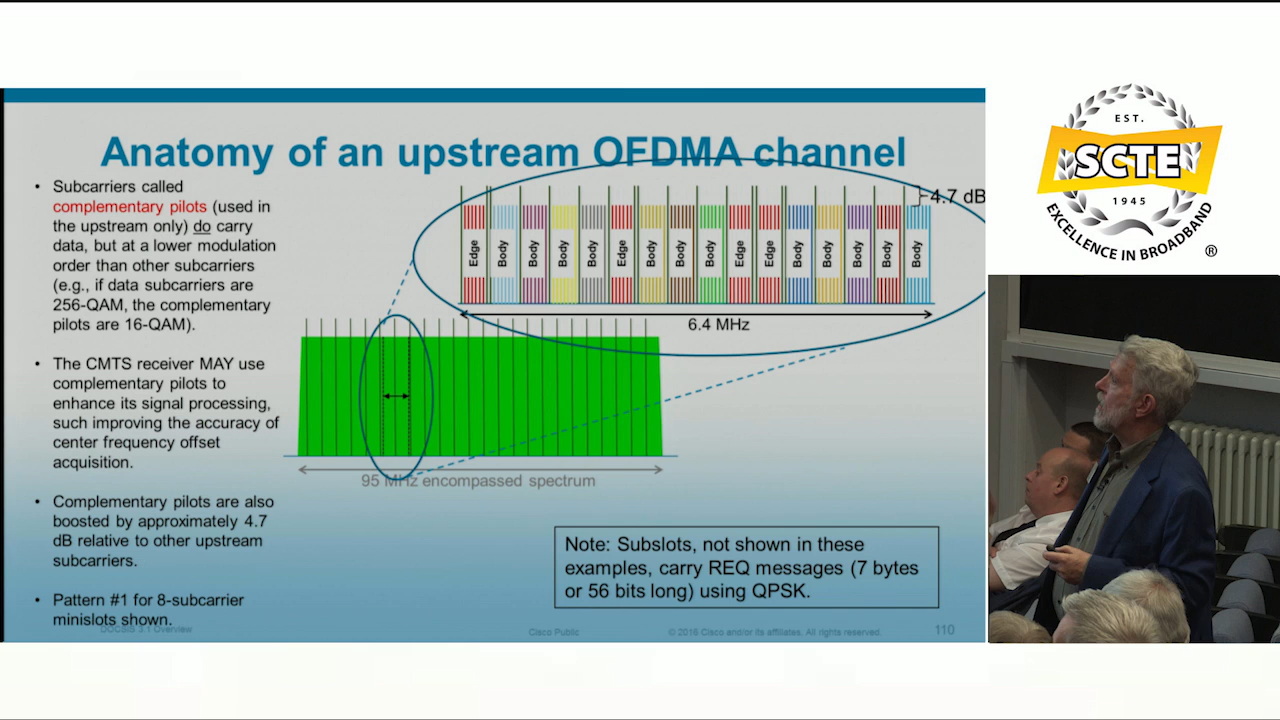 Anatomy of an upstream OFDMA channel
• Subcarriers called
complementary pilots (used in
the upstream only) do carry
data, but at a lower modulation
order than other subcarriers
(e.g., if data subcarriers are
256-QAM, the complementary
pilots are 16-QAM).
• The CMTS receiver MAY use
complementary pilots to
enhance its signal processing,
such improving the accuracy of
center frequency offset
acquisition.
• Complementary pilots are also
boosted by approximately 4.7
dB relative to other upstream
subcarriers.
• Pattern #1 for 8-subcarrier
minislots shown.
4.7 dB
Edge Body Body Body Body Edge Body Body Body Edge Edge Body Body Body Body Body
6.4 MHz
95 MHz encompassed spectrum
Note: Subslots, not shown in these
examples, carry REQ messages (7 bytes
or 56 bits long) using QPSK.
DOCSIS 3.1 Overview
Cisco Public
© 2016 Cisco and/or its affiliates. All rights reserved.
110
EST.
SCTE
1945
EXCELLENCE IN BROADBAND
®